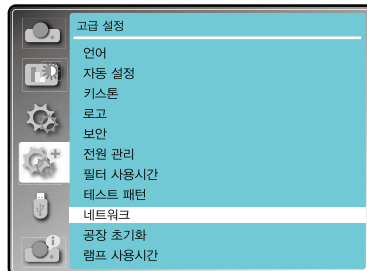 고급 설정
언어
자동 설정
키스톤
로고
보안
전원 관리
필터 사용시간
테스트 패턴
네트워크
공장 초기화
램프 사용시간